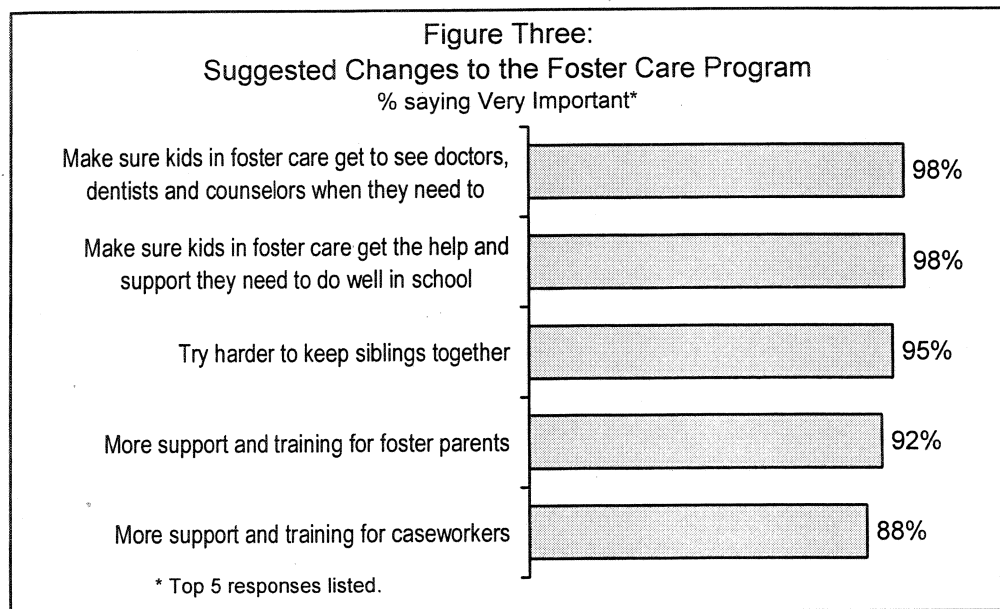 Figure Three:
Suggested Changes to the Foster Care Program
% saying Very Important*
Make sure kids in foster care get to see doctors,
dentists and counselors when they need to
98%
Make sure kids in foster care get the help and
support they need to do well in school
98%
Try harder to keep siblings together
95%
More support and training for foster parents
92%
More support and training for caseworkers
88%
* Top 5 responses listed.